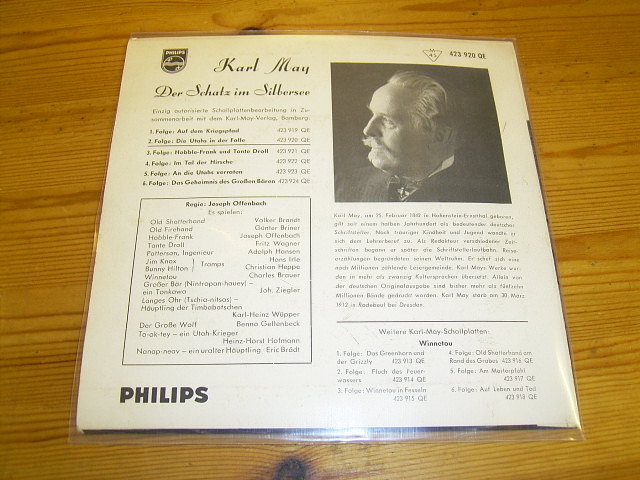 PHILIPS
M
45
423 920 QE
Karl May
Der Schatz im Silbersee
Einzig autorisierte Schallplattenbearbeitung in Zu-
sammenarbeit mit dem Karl-May-Verlag, Bamberg:
1. Folge: Auf dem Kriegspfad 423 919 QE
2. Folge: Die Utahs in der Falle 423 920 QE
3. Folge: Hobble-Frank und Tante Droll 423 921 QE
4. Folge: Im Tal der Hirsche 423 922 QE
5. Folge: An die Utahs verraten 423 923 QE
6. Folge: Das Geheimnis des Großen Bären 423 924 QE
Regie: Joseph Offenbach
Es spielen:
Old Shatterhand Volker Brandt
Old Firehand Günter Briner
Hobble-Frank Joseph Offenbach
Tante Droll Fritz Wagner
Patterson, Ingenieur Adolph Hansen
Jim Knox } Tramps Hans Irle
Bunny Hilton } Christian Heppe
Winnetou Charles Brauer
Großer Bär (Nintropan-hauey) -
ein Tonkawa Joh. Ziegler
Langes Ohr (Tschia-nitsas) -
Häuptling der Timbabatschen
Karl-Heinz Wüpper
Der Große Wolf Benno Gellenbeck
To-ok-tey - ein Utah-Krieger
Heinz-Horst Hofmann
Nanap-neav - ein uralter Häuptling Eric Brädt
Karl May, am 25. Februar 1842 in Hohenstein-Ernstthal geboren,
gilt seit einem halben Jahrhundert als bedeutender deutscher
Schriftsteller. Nach trauriger Kindheit und Jugend wandte er
sich dem Lehrerberuf zu. Als Redakteur verschiedener Zeit-
schriften begann er später die Schriftstellerlaufbahn. Reise-
erzählungen begründeten seinen Weltruhm. Er schuf sich eine
nach Millionen zählende Lesergemeinde. Karl Mays Werke wur-
den in mehr als zwanzig Kultursprachen übersetzt. Allein von
der deutschen Originalausgabe sind bisher mehr als fünfzehn
Millionen Bände gedruckt worden. Karl May starb am 30. März
1912 in Radebeul bei Dresden.
Weitere Karl-May-Schallplatten:
Winnetou
1. Folge: Das Greenhorn und
der Grizzly 423 913 QE
2. Folge: Fluch des Feuer-
wassers 423 914 QE
3. Folge: Winnetou in Fesseln
423 915 QE
4. Folge: Old Shatterhand am
Rand des Grabes 423 916 QE
5. Folge: Am Marterpfahl
423 917 QE
6. Folge: Auf Leben und Tod
423 918 QE
PHILIPS